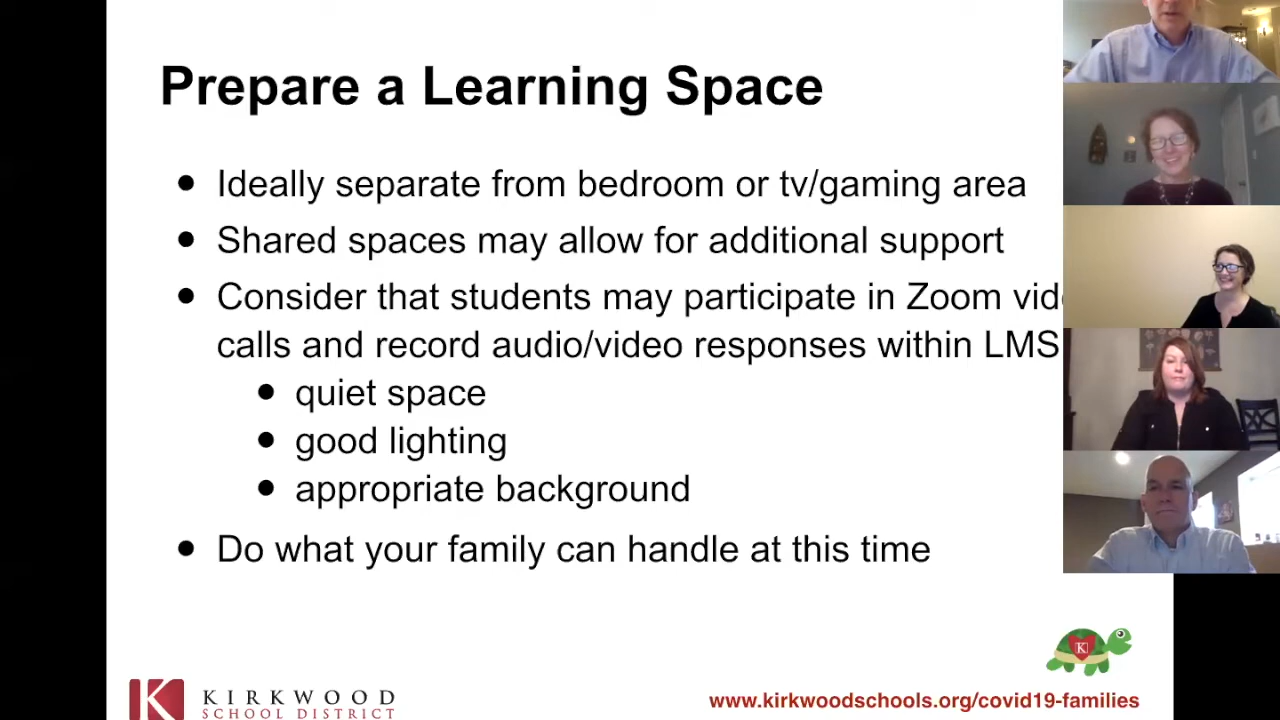 Prepare a Learning Space
• Ideally separate from bedroom or tv/gaming area
• Shared spaces may allow for additional support
• Consider that students may participate in Zoom vid
calls and record audio/video responses within LMS
• quiet space
• good lighting
• appropriate background
• Do what your family can handle at this time
K
K KIRKWOOD
SCHOOL DISTRICT
www.kirkwoodschools.org/covid19-families